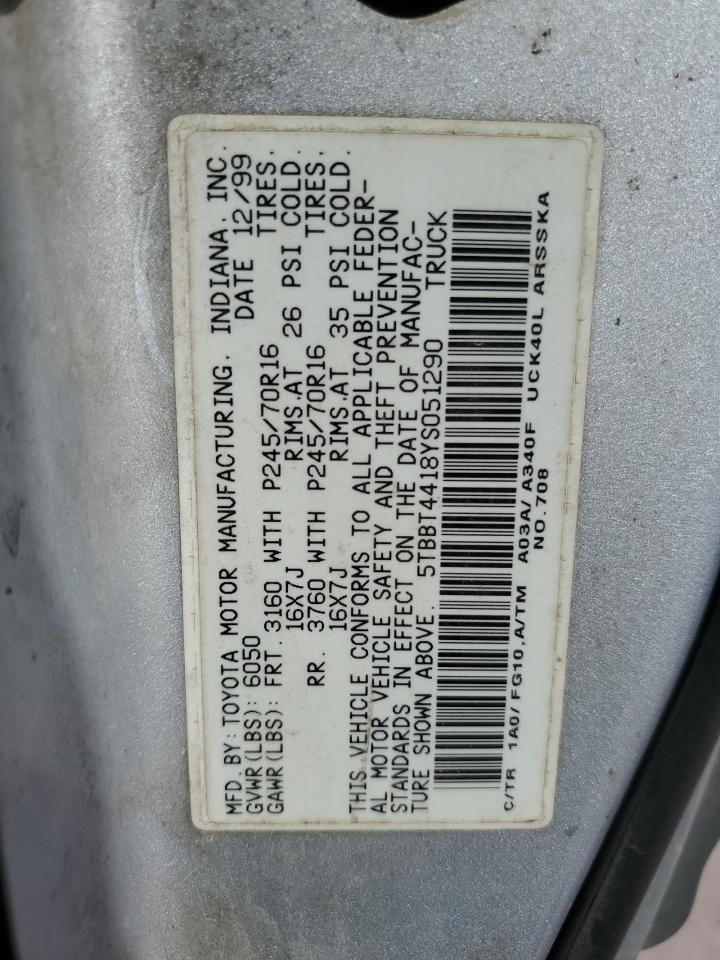 MFD. BY: TOYOTA MOTOR MANUFACTURING, INDIANA, INC.
GVWR(LBS): 6050 DATE 12/99
GAWR(LBS): FRT. 3160 WITH P245/70R16 TIRES.
16X7J RIMS.AT 26 PSI COLD.
RR. 3760 WITH P245/70R16 TIRES.
16X7J RIMS.AT 35 PSI COLD.
THIS VEHICLE CONFORMS TO ALL APPLICABLE FEDER-
AL MOTOR VEHICLE SAFETY AND THEFT PREVENTION
STANDARDS IN EFFECT ON THE DATE OF MANUFAC-
TURE SHOWN ABOVE. 5TBBT4418YS051290 TRUCK
C/TR 1A0/FG10,A/TM A03A/A340F UCK40L ARSSKA
NO.708